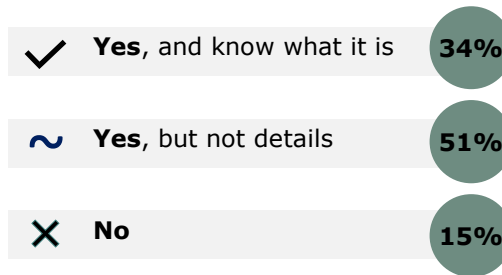 Yes, and know what it is 34%
Yes, but not details 51%
No 15%